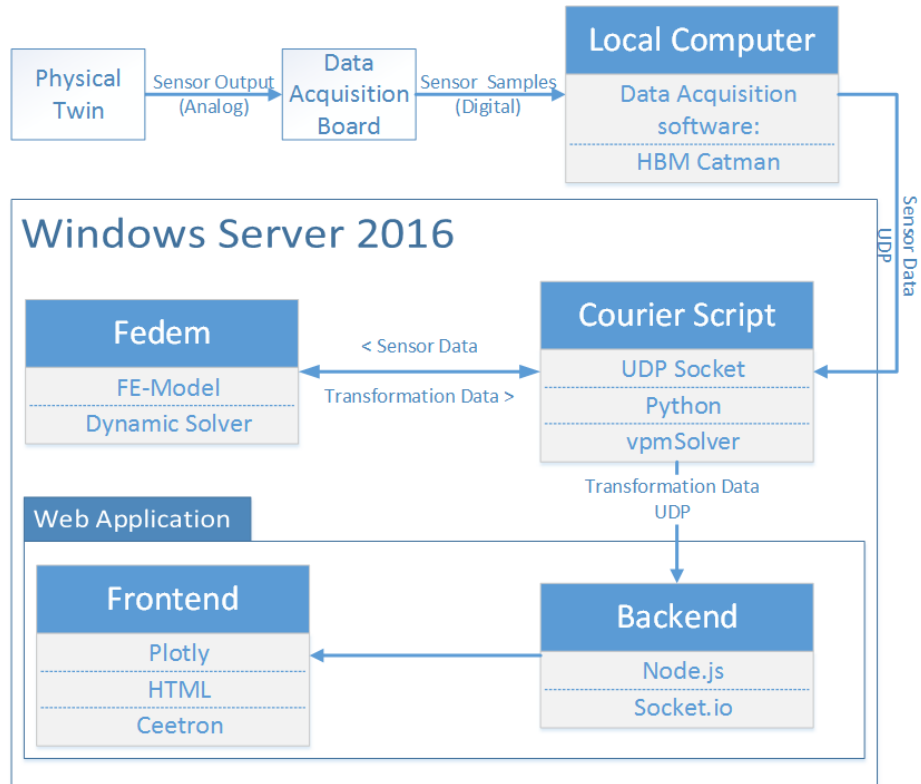 Physical
Twin
Sensor Output
(Analog)
Data
Acquisition
Board
Sensor Samples
(Digital)
Local Computer
Data Acquisition
software:
HBM Catman
Sensor Data
UDP
Windows Server 2016
Fedem
FE-Model
Dynamic Solver
< Sensor Data
Transformation Data >
Courier Script
UDP Socket
Python
vpmSolver
Transformation Data
UDP
Web Application
Frontend
Plotly
HTML
Ceetron
Backend
Node.js
Socket.io